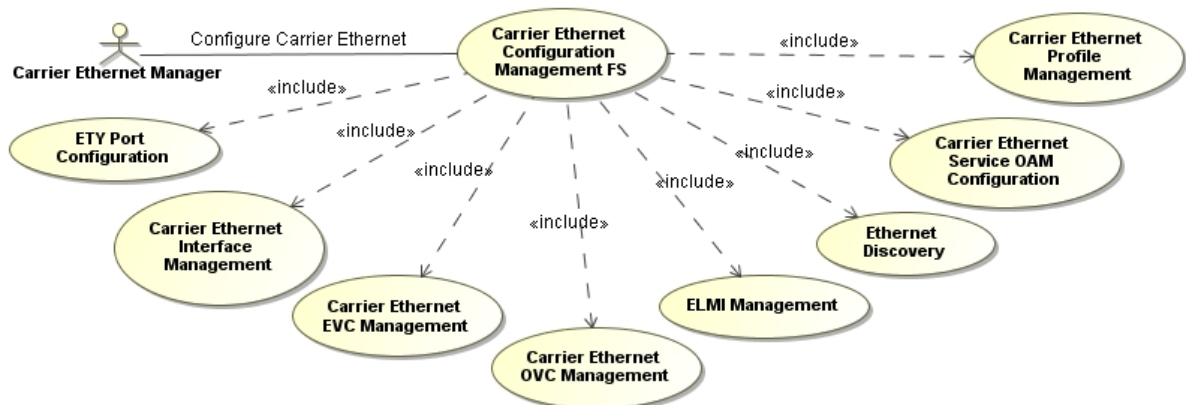 Carrier Ethernet Manager
Configure Carrier Ethernet
Carrier Ethernet
Configuration
Management FS
«include»
Carrier Ethernet
Profile
Management
«include»
ETY Port
Configuration
«include»
Carrier Ethernet
Interface
Management
«include»
Carrier Ethernet
EVC Management
«include»
Carrier Ethernet
OVC Management
«include»
ELMI Management
«include»
Ethernet
Discovery
«include»
Carrier Ethernet
Service OAM
Configuration